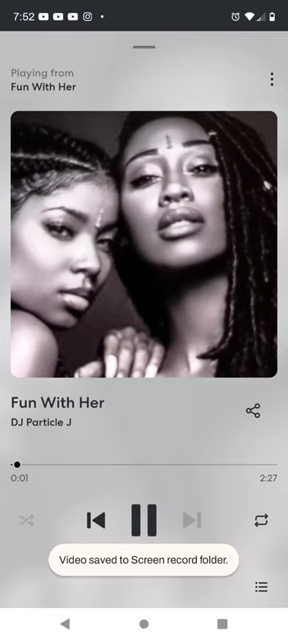 7:52
Playing from
Fun With Her
Fun With Her
DJ Particle J
0:01 2:27
Video saved to Screen record folder.